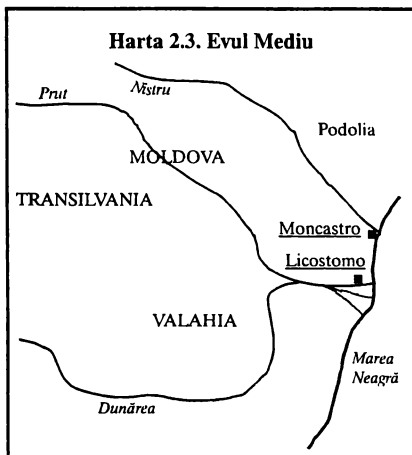 Harta 2.3. Evul Mediu
Prut
Nistru
Podolia
MOLDOVA
TRANSILVANIA
Moncastro
Licostomo
VALAHIA
Marea
Neagră
Dunărea